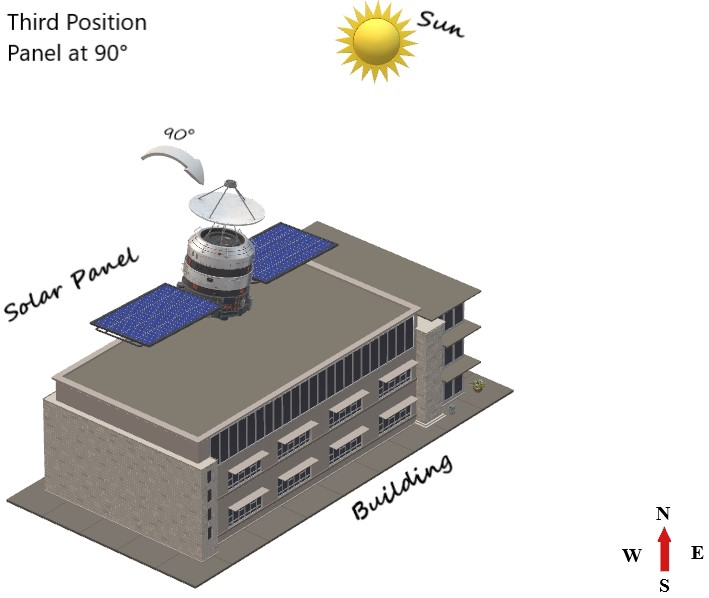 Third Position
Panel at 90°
Sun
90°
Solar Panel
Building
N
W E
S